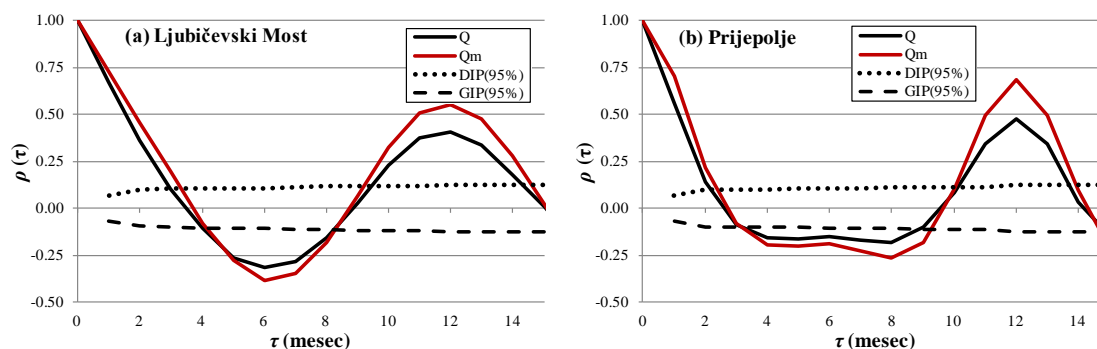 (a) Ljubičevski Most
Q
Qm
DIP(95%)
GIP(95%)
1.00
0.75
0.50
0.25
0.00
-0.25
-0.50
ρ (τ)
0 2 4 6 8 10 12 14
τ (mesec)
(b) Prijepolje
Q
Qm
DIP(95%)
GIP(95%)
1.00
0.75
0.50
0.25
0.00
-0.25
-0.50
ρ (τ)
0 2 4 6 8 10 12 14
τ (mesec)